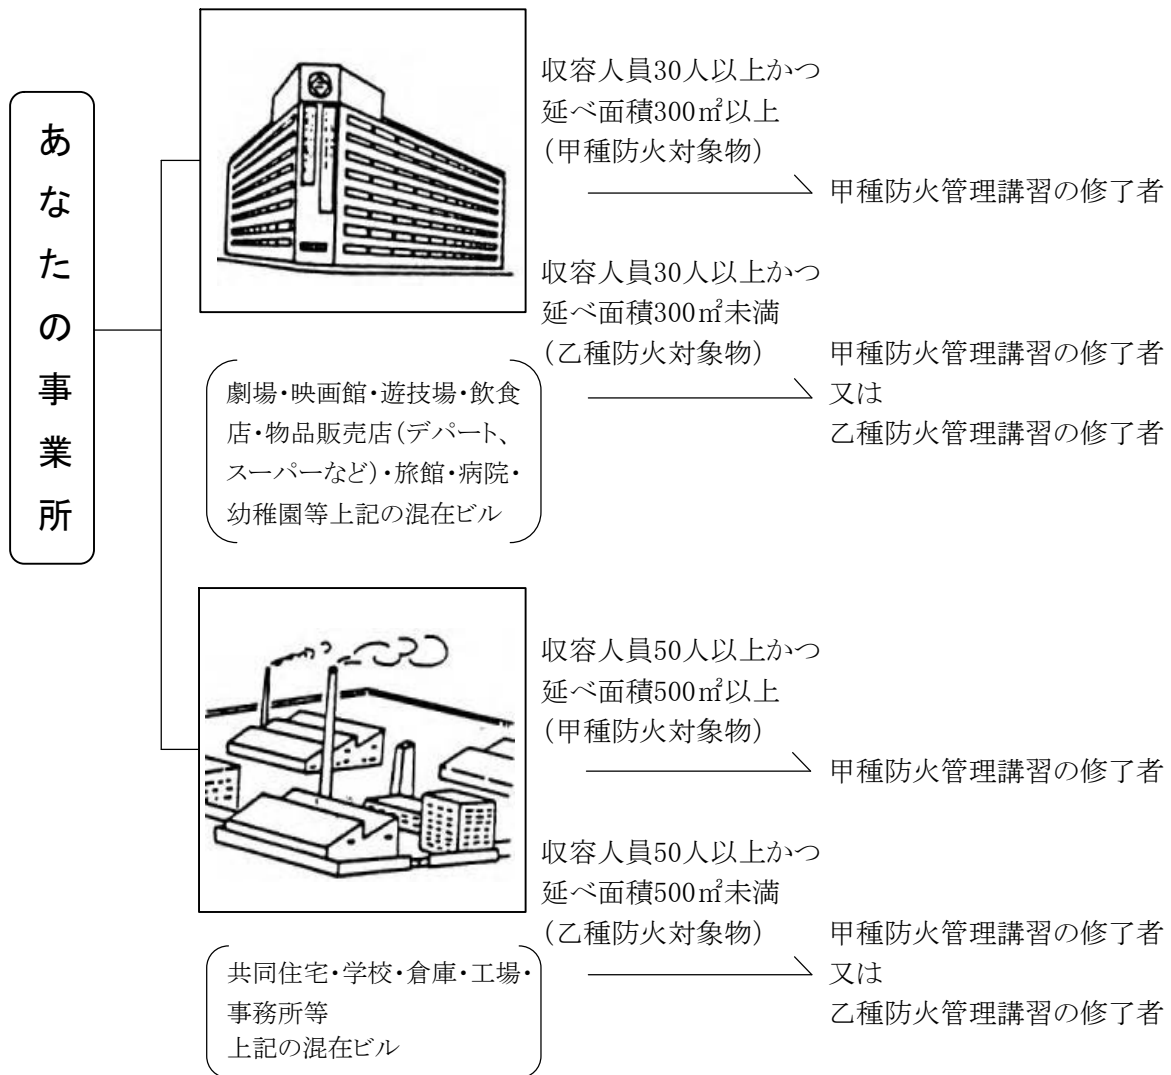 あなたの事業所
収容人員30人以上かつ
延べ面積300㎡以上
（甲種防火対象物）
甲種防火管理講習の修了者
収容人員30人以上かつ
延べ面積300㎡未満
（乙種防火対象物）
甲種防火管理講習の修了者
又は
乙種防火管理講習の修了者
劇場・映画館・遊技場・飲食
店・物品販売店（デパート、
スーパーなど）・旅館・病院・
幼稚園等上記の混在ビル
収容人員50人以上かつ
延べ面積500㎡以上
（甲種防火対象物）
甲種防火管理講習の修了者
収容人員50人以上かつ
延べ面積500㎡未満
（乙種防火対象物）
甲種防火管理講習の修了者
又は
乙種防火管理講習の修了者
共同住宅・学校・倉庫・工場・
事務所等
上記の混在ビル